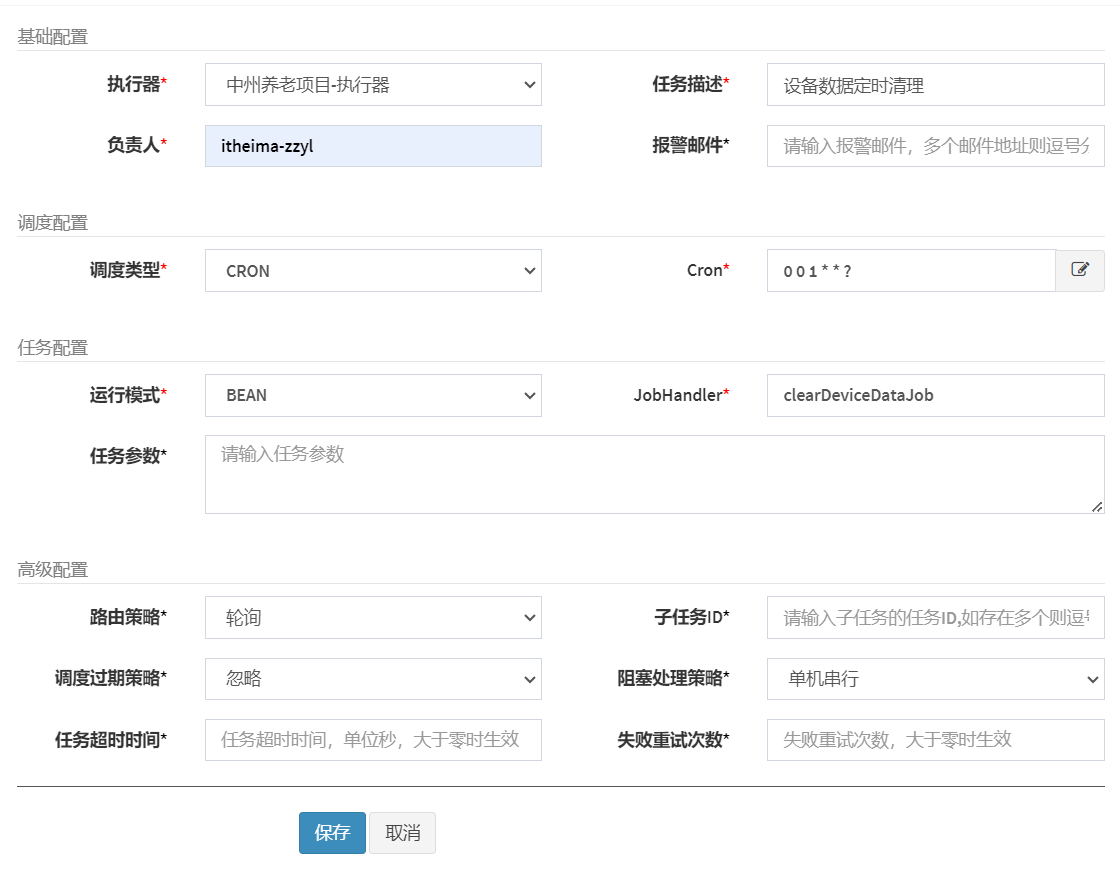 基础配置
执行器* 中州养老项目-执行器 任务描述* 设备数据定时清理
负责人* itheima-zzyl 报警邮件* 请输入报警邮件，多个邮件地址则逗号分
调度配置
调度类型* CRON Cron* 0 0 1 * * ?
任务配置
运行模式* BEAN JobHandler* clearDeviceDataJob
任务参数* 请输入任务参数
高级配置
路由策略* 轮询 子任务ID* 请输入子任务的任务ID,如存在多个则逗
调度过期策略* 忽略 阻塞处理策略* 单机串行
任务超时时间* 任务超时时间，单位秒，大于零时生效 失败重试次数* 失败重试次数，大于零时生效
保存 取消